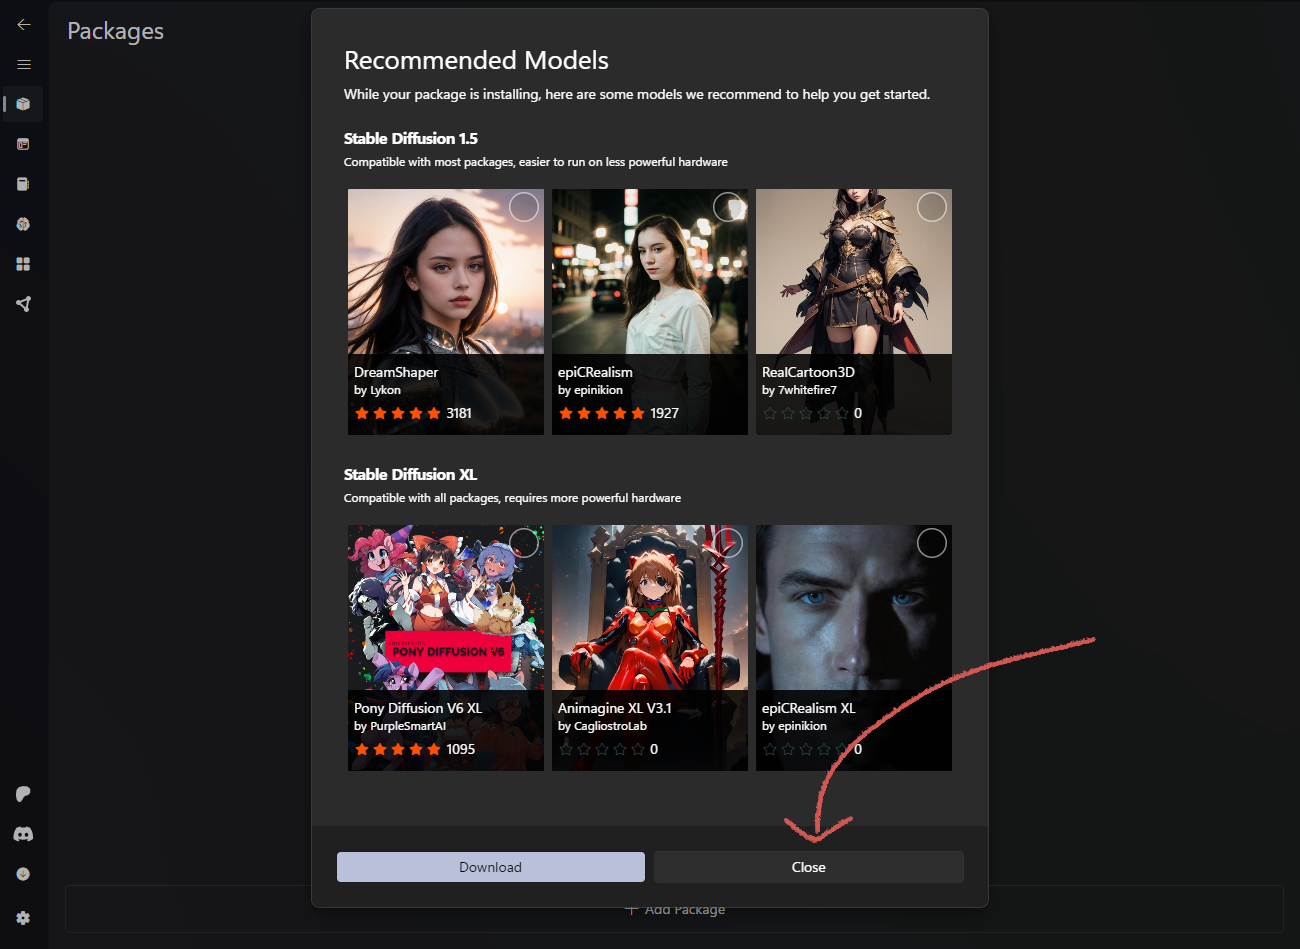 Packages
Recommended Models
While your package is installing, here are some models we recommend to help you get started.
Stable Diffusion 1.5
Compatible with most packages, easier to run on less powerful hardware
DreamShaper
by Lykon
3181
epiCRealism
by epinikion
1927
RealCartoon3D
by 7whitefire7
0
Stable Diffusion XL
Compatible with all packages, requires more powerful hardware
PONY DIFFUSION V6
Pony Diffusion V6 XL
by PurpleSmartAI
1095
Animagine XL V3.1
by CagliostroLab
0
epiCRealism XL
by epinikion
0
Download
Close
Add Package